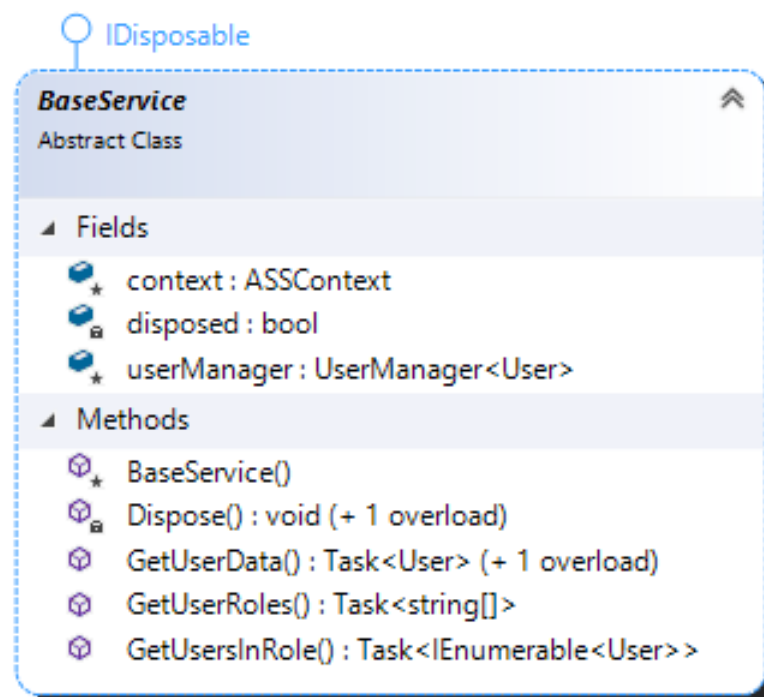 IDisposable
BaseService
Abstract Class
Fields
context : ASSContext
disposed : bool
userManager : UserManager<User>
Methods
BaseService()
Dispose() : void (+ 1 overload)
GetUserData() : Task<User> (+ 1 overload)
GetUserRoles() : Task<string[]>
GetUsersInRole() : Task<IEnumerable<User>>